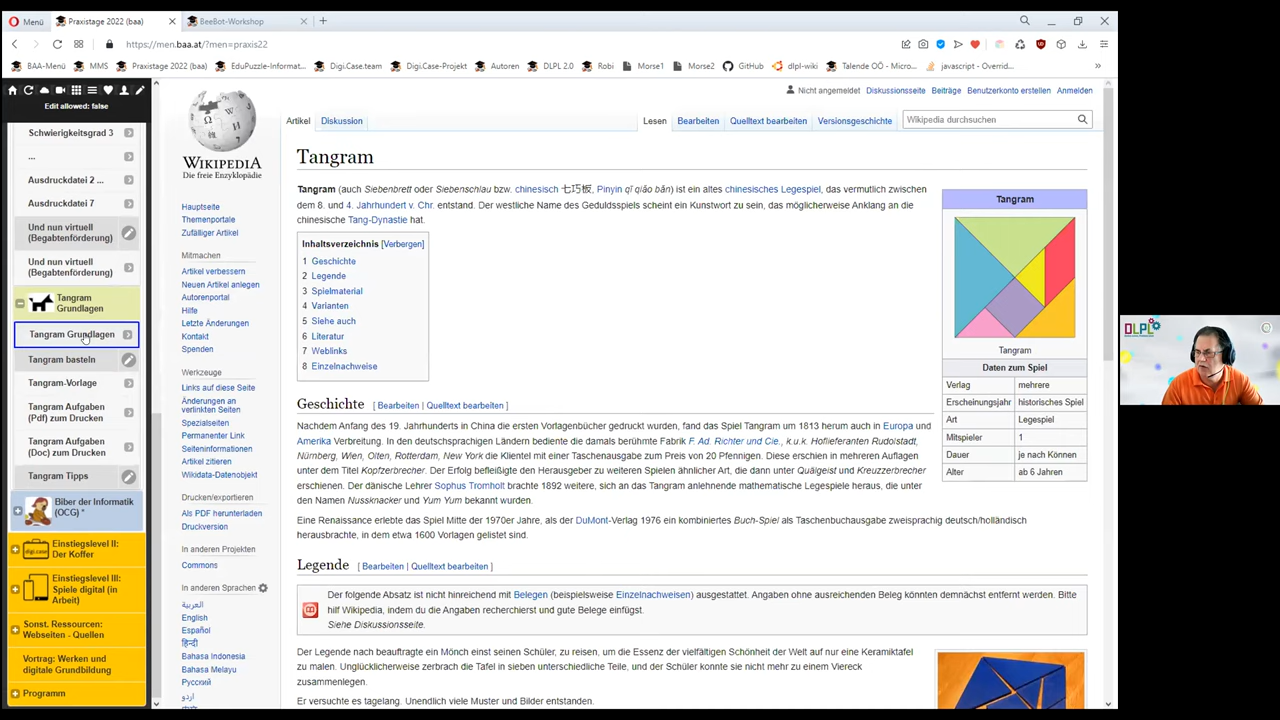 Menü
Praxistage 2022 (baa)
BeeBot-Workshop
https://men.baa.at/?men=praxis22
BAA-Menü
MMS
Praxistage 2022 (baa)
EduPuzzle-Informat...
Digi.Case.team
Digi.Case-Projekt
Autoren
DLPL 2.0
Robi
Morse1
Morse2
GitHub
dlpl-wiki
Talende OÖ - Micro...
javascript - Overrid...
Edit allowed: false
Schwierigkeitsgrad 3
...
Ausdruckdatei 2 ...
Ausdruckdatei 7
Und nun virtuell
(Begabtenförderung)
Und nun virtuell
(Begabtenförderung)
Tangram
Grundlagen
Tangram Grundlagen
Tangram basteln
Tangram-Vorlage
Tangram Aufgaben
(Pdf) zum Drucken
Tangram Aufgaben
(Doc) zum Drucken
Tangram Tipps
Biber der Informatik
(OCG) *
digi.case
Einstiegslevel II:
Der Koffer
Einstiegslevel III:
Spiele digital (in
Arbeit)
Sonst. Ressourcen:
Webseiten - Quellen
Vortrag: Werken und
digitale Grundbildung
Programm
WIKIPEDIA
Die freie Enzyklopädie
Hauptseite
Themenportale
Zufälliger Artikel
Mitmachen
Artikel verbessern
Neuen Artikel anlegen
Autorenportal
Hilfe
Letzte Änderungen
Kontakt
Spenden
Werkzeuge
Links auf diese Seite
Änderungen an
verlinkten Seiten
Spezialseiten
Permanenter Link
Seiteninformationen
Artikel zitieren
Wikidata-Datenobjekt
Drucken/exportieren
Als PDF herunterladen
Druckversion
In anderen Projekten
Commons
In anderen Sprachen
العربية
English
Español
हिन्दी
Bahasa Indonesia
Bahasa Melayu
Русский
اردو
中文
Nicht angemeldet Diskussionsseite Beiträge Benutzerkonto erstellen Anmelden
Artikel Diskussion
Lesen Bearbeiten Quelltext bearbeiten Versionsgeschichte
Wikipedia durchsuchen
Tangram
Tangram (auch Siebenbrett oder Siebenschlau bzw. chinesisch 七巧板, Pinyin qī qiǎo bǎn) ist ein altes chinesisches Legespiel, das vermutlich zwischen
dem 8. und 4. Jahrhundert v. Chr. entstand. Der westliche Name des Geduldsspiels scheint ein Kunstwort zu sein, das möglicherweise Anklang an die
chinesische Tang-Dynastie hat.
Inhaltsverzeichnis [Verbergen]
1 Geschichte
2 Legende
3 Spielmaterial
4 Varianten
5 Siehe auch
6 Literatur
7 Weblinks
8 Einzelnachweise
Tangram
Tangram
Daten zum Spiel
Verlag mehrere
Erscheinungsjahr historisches Spiel
Art Legespiel
Mitspieler 1
Dauer je nach Können
Alter ab 6 Jahren
Geschichte [ Bearbeiten | Quelltext bearbeiten ]
Nachdem Anfang des 19. Jahrhunderts in China die ersten Vorlagenbücher gedruckt wurden, fand das Spiel Tangram um 1813 herum auch in Europa und
Amerika Verbreitung. In den deutschsprachigen Ländern bediente die damals berühmte Fabrik F. Ad. Richter und Cie., k.u.k. Hoflieferanten Rudolstadt,
Nürnberg, Wien, Olten, Rotterdam, New York die Klientel mit einer Taschenausgabe zum Preis von 20 Pfennigen. Diese erschien in mehreren Auflagen
unter dem Titel Kopfzerbrecher. Der Erfolg befleißigte den Herausgeber zu weiteren Spielen ähnlicher Art, die dann unter Quälgeist und Kreuzzerbrecher
erschienen. Der dänische Lehrer Sophus Tromholt brachte 1892 weitere, sich an das Tangram anlehnende mathematische Legespiele heraus, die unter
den Namen Nussknacker und Yum Yum bekannt wurden.
Eine Renaissance erlebte das Spiel Mitte der 1970er Jahre, als der DuMont-Verlag 1976 ein kombiniertes Buch-Spiel als Taschenbuchausgabe zweisprachig deutsch/holländisch
herausbrachte, in dem etwa 1600 Vorlagen gelistet sind.
Legende [ Bearbeiten | Quelltext bearbeiten ]
Der folgende Absatz ist nicht hinreichend mit Belegen (beispielsweise Einzelnachweisen) ausgestattet. Angaben ohne ausreichenden Beleg könnten demnächst entfernt werden. Bitte
hilf Wikipedia, indem du die Angaben recherchierst und gute Belege einfügst.
Siehe Diskussionsseite.
Der Legende nach beauftragte ein Mönch einst seinen Schüler, zu reisen, um die Essenz der vielfältigen Schönheit der Welt auf nur eine Keramiktafel
zu malen. Unglücklicherweise zerbrach die Tafel in sieben unterschiedliche Teile, und der Schüler konnte sie nicht mehr zu einem Viereck
zusammenlegen.
Er versuchte es tagelang. Unendlich viele Muster und Bilder entstanden.
DLPL